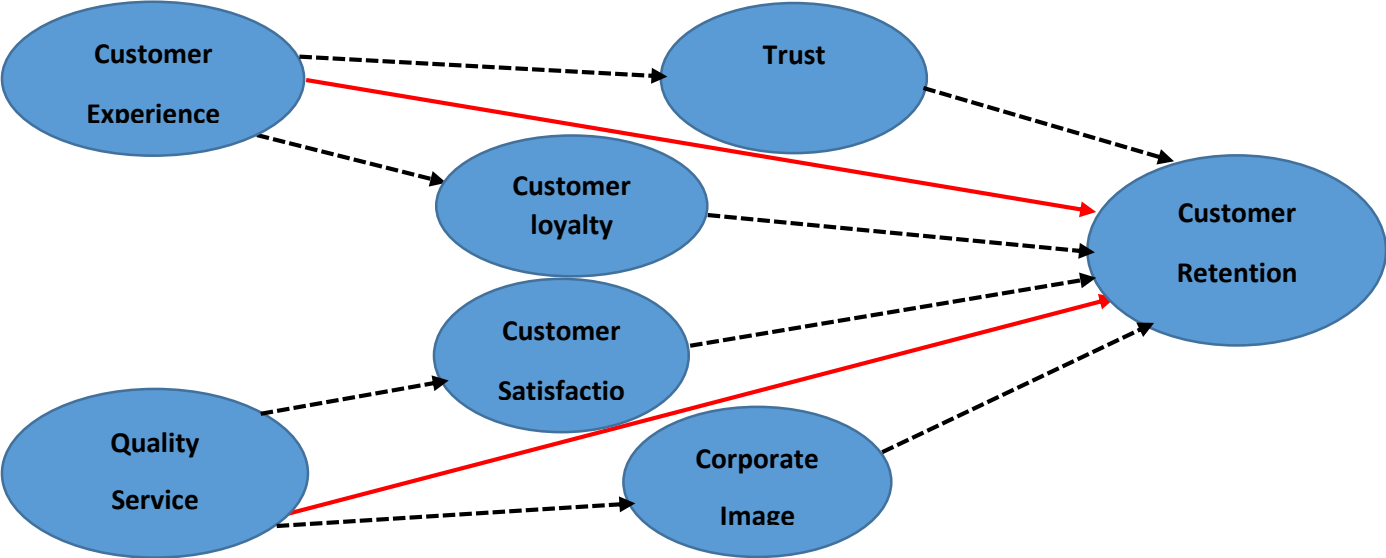 Customer
Experience
Trust
Customer
loyalty
Customer
Retention
Customer
Satisfactio
Quality
Service
Corporate
Image